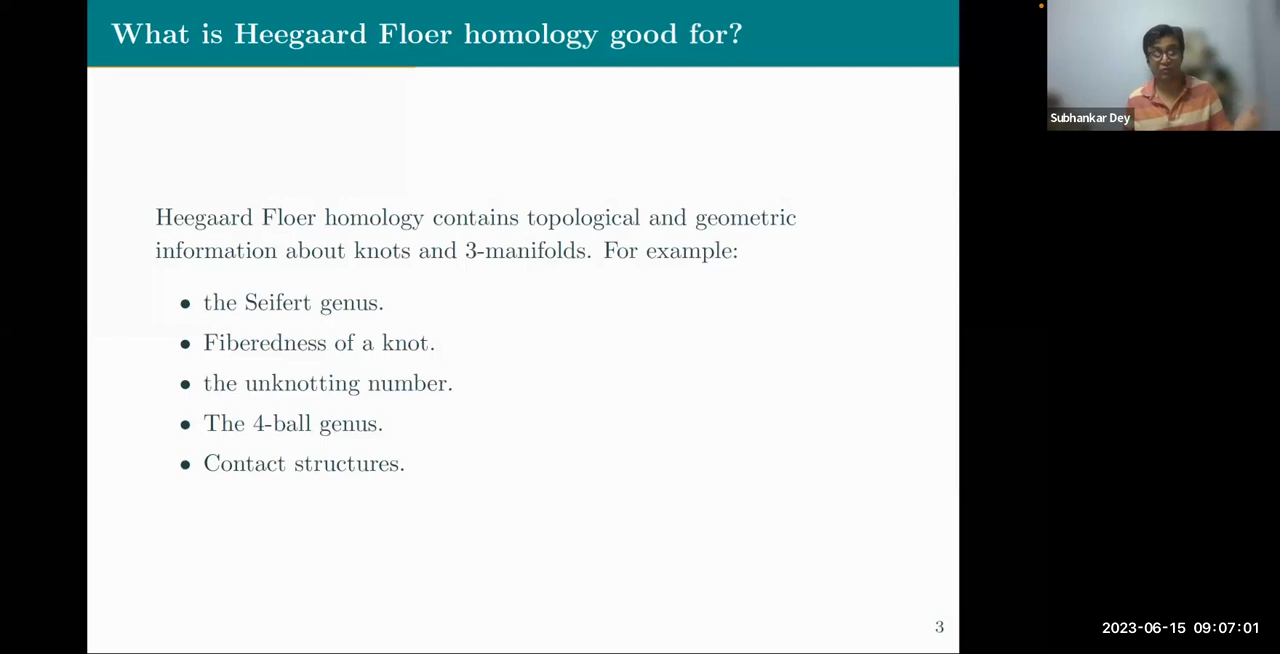 What is Heegaard Floer homology good for?
Subhankar Dey
Heegaard Floer homology contains topological and geometric
information about knots and 3-manifolds. For example:
• the Seifert genus.
• Fiberedness of a knot.
• the unknotting number.
• The 4-ball genus.
• Contact structures.
3
2023-06-15 09:07:01